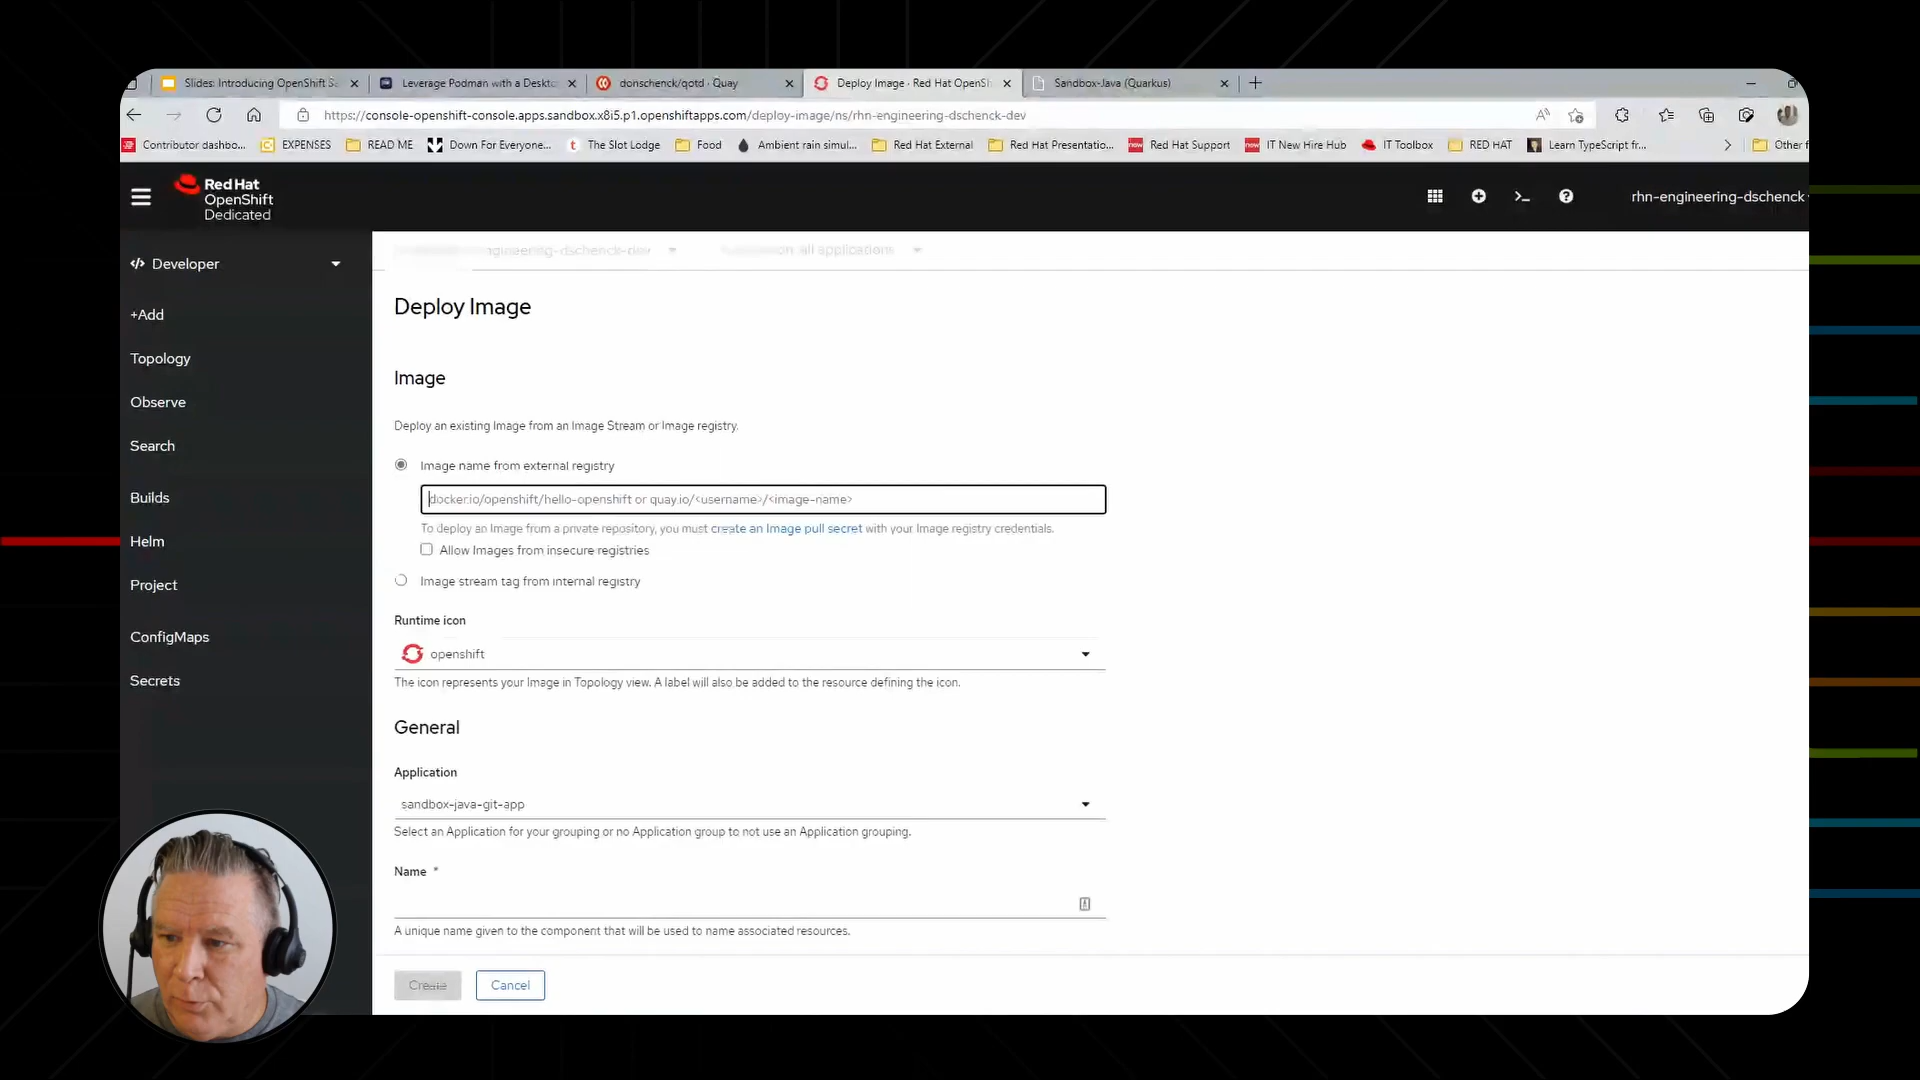 Slides: Introducing OpenShift S
Leverage Podman with a Deskto
donschenck/qotd · Quay
Deploy Image · Red Hat OpenSh
Sandbox-Java (Quarkus)
https://console-openshift-console.apps.sandbox.x8i5.p1.openshiftapps.com/deploy-image/ns/rhn-engineering-dschenck-dev
Contributor dashbo...
EXPENSES
READ ME
Down For Everyone...
The Slot Lodge
Food
Ambient rain simul...
Red Hat External
Red Hat Presentatio...
Red Hat Support
IT New Hire Hub
IT Toolbox
RED HAT
Learn TypeScript fr...
Other f
Red Hat
OpenShift
Dedicated
rhn-engineering-dschenck
Developer
+Add
Topology
Observe
Search
Builds
Helm
Project
ConfigMaps
Secrets
ngineering-dschenck-dev
all applications
Deploy Image
Image
Deploy an existing Image from an Image Stream or Image registry.
Image name from external registry
docker.io/openshift/hello-openshift or quay.io/<username>/<image-name>
To deploy an Image from a private repository, you must create an Image pull secret with your Image registry credentials.
Allow Images from insecure registries
Image stream tag from internal registry
Runtime icon
openshift
The icon represents your Image in Topology view. A label will also be added to the resource defining the icon.
General
Application
sandbox-java-git-app
Select an Application for your grouping or no Application group to not use an Application grouping.
Name *
A unique name given to the component that will be used to name associated resources.
Create
Cancel